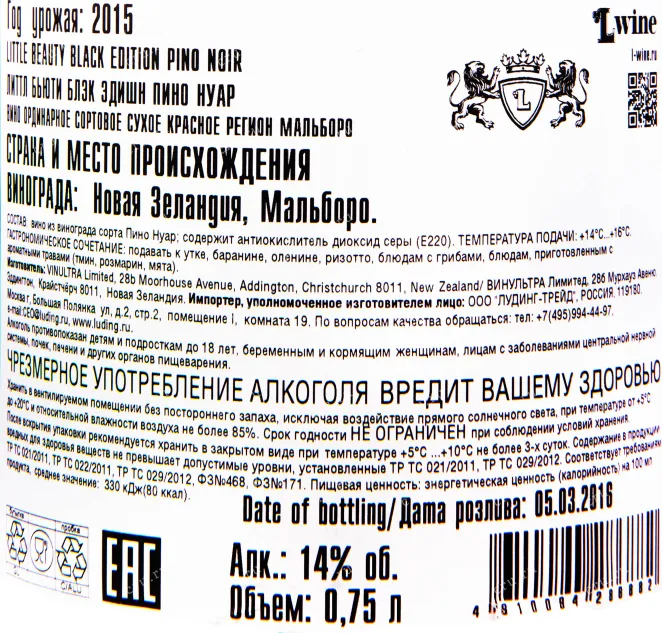 Год урожая: 2015
LITTLE BEAUTY BLACK EDITION PINO NOIR
ЛИТТЛ БЬЮТИ БЛЭК ЭДИШН ПИНО НУАР
ВИНО ОРДИНАРНОЕ СОРТОВОЕ СУХОЕ КРАСНОЕ РЕГИОН МАЛЬБОРО
СТРАНА И МЕСТО ПРОИСХОЖДЕНИЯ
ВИНОГРАДА: Новая Зеландия, Мальборо.
L wine
l-wine.ru
L
СОСТАВ: вино из винограда сорта Пино Нуар; содержит антиокислитель диоксид серы (Е220). ТЕМПЕРАТУРА ПОДАЧИ: +14°С...+16°С.
ГАСТРОНОМИЧЕСКОЕ СОЧЕТАНИЕ: подавать к утке, баранине, оленине, ризотто, блюдам с грибами, блюдам, приготовленным с
ароматными травами (тмин, розмарин, мята).
Изготовитель: VINULTRA Limited, 28b Moorhouse Avenue, Addington, Christchurch 8011, New Zealand/ ВИНУЛЬТРА Лимитед, 28б Мурхауз Авеню,
Эддингтон, Крайстчёрч 8011, Новая Зеландия. Импортер, уполномоченное изготовителем лицо: ООО "ЛУДИНГ-ТРЕЙД", РОССИЯ, 119180,
Москва г, Большая Полянка ул, д.2, стр.2, помещение I, комната 19. По вопросам качества обращаться: тел: +7(495)994-44-97.
e-mail:CEO@luding.ru, www.luding.ru.
Алкоголь противопоказан детям и подросткам до 18 лет, беременным и кормящим женщинам, лицам с заболеваниями центральной нервной
системы, почек, печени и других органов пищеварения.
ЧРЕЗМЕРНОЕ УПОТРЕБЛЕНИЕ АЛКОГОЛЯ ВРЕДИТ ВАШЕМУ ЗДОРОВЬЮ
Хранить в вентилируемом помещении без постороннего запаха, исключая воздействие прямого солнечного света, при температуре от +5°С
до +20°С и относительной влажности воздуха не более 85%. Срок годности НЕ ОГРАНИЧЕН при соблюдении условий хранения
После вскрытия упаковки рекомендуется хранить в закрытом виде при температуре +5°С ...+10°С не более 3-х суток. Содержание в продукции
вредных для здоровья веществ не превышает допустимые уровни, установленные ТР ТС 021/2011, ТР ТС 029/2012. Соответствует требованиям
ТР ТС 021/2011, ТР ТС 022/2011, ТР ТС 029/2012, ФЗ№468, ФЗ№171. Пищевая ценность: энергетическая ценность (калорийность) на 100 мл
продукта, среднее значение: 330 кДж(80 ккал).
Date of bottling/ Дата розлива: 05.03.2016
Алк.: 14% об.
Объем: 0,75 л
пробка
C/ALU
EAC